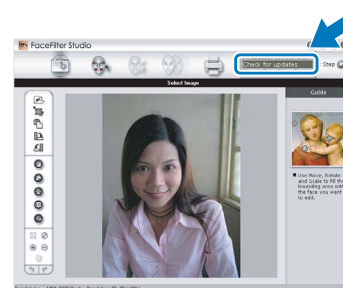 FaceFilter Studio
Check for updates
Step
Select Image
Guide
Use Move, Rotate
and Scale to fill the
bounding area with
the face you want
to edit.